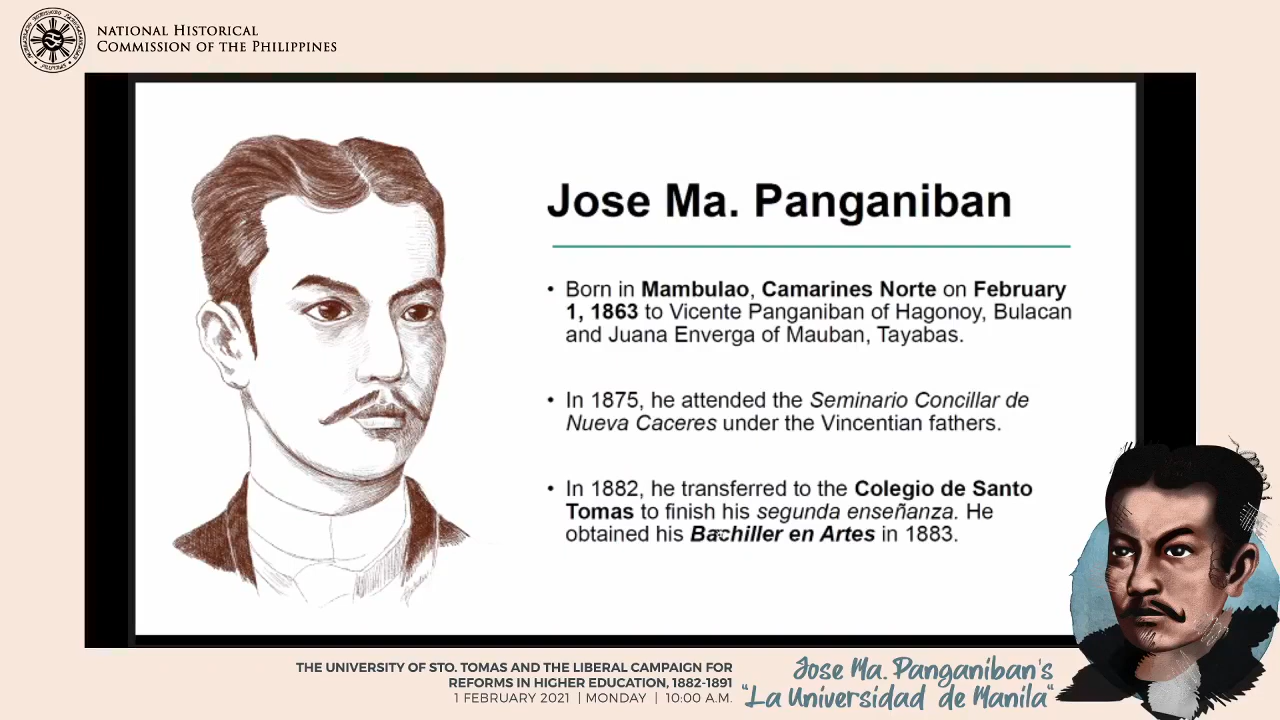 NATIONAL HISTORICAL
COMMISSION OF THE PHILIPPINES
Jose Ma. Panganiban
• Born in Mambulao, Camarines Norte on February
1, 1863 to Vicente Panganiban of Hagonoy, Bulacan
and Juana Enverga of Mauban, Tayabas.
• In 1875, he attended the Seminario Concillar de
Nueva Caceres under the Vincentian fathers.
• In 1882, he transferred to the Colegio de Santo
Tomas to finish his segunda enseñanza. He
obtained his Bachiller en Artes in 1883.
THE UNIVERSITY OF STO. TOMAS AND THE LIBERAL CAMPAIGN FOR
REFORMS IN HIGHER EDUCATION, 1882-1891
1 FEBRUARY 2021 | MONDAY | 10:00 A.M.
Jose Ma. Panganiban's
"La Universidad de Manila"